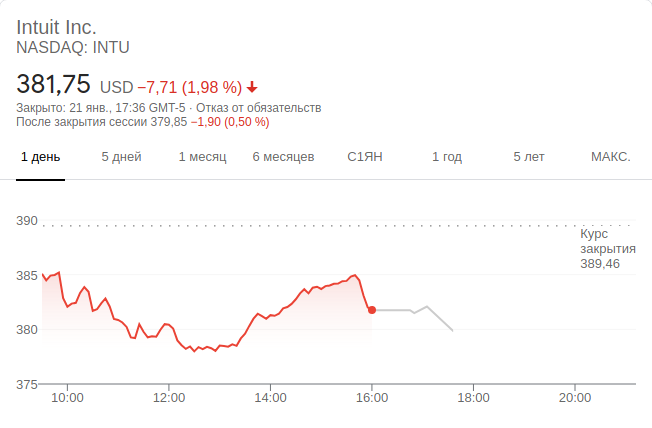 Intuit Inc.
NASDAQ: INTU
381,75 USD −7,71 (1,98 %)
Закрыто: 21 янв., 17:36 GMT-5 · Отказ от обязательств
После закрытия сессии 379,85 −1,90 (0,50 %)
1 день 5 дней 1 месяц 6 месяцев С1ЯН 1 год 5 лет МАКС.
390
Курс
закрытия
389,46
385
380
375
10:00 12:00 14:00 16:00 18:00 20:00